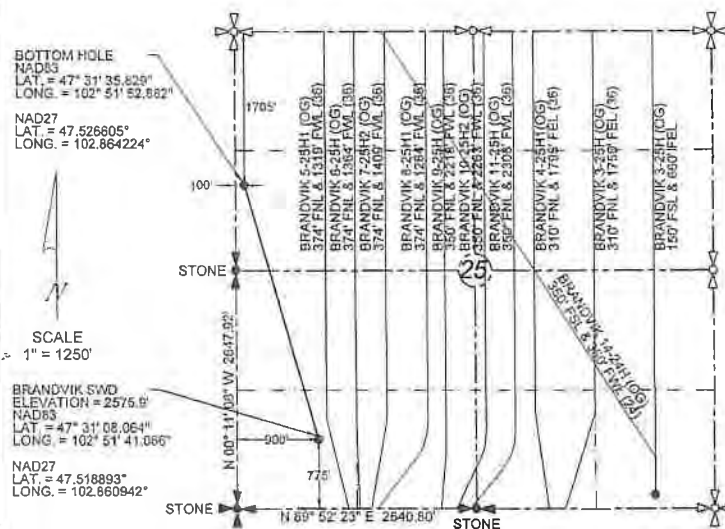 BOTTOM HOLE
NAD83
LAT. = 47° 31' 35.829"
LONG. = 102° 51' 52.882"
NAD27
LAT. = 47.526605°
LONG. = 102.864224°
1705'
100'
STONE
N
SCALE
1" = 1250'
BRANDVIK SWD
ELEVATION = 2575.9'
NAD83
LAT. = 47° 31' 08.064"
LONG. = 102° 51' 41.066"
NAD27
LAT. = 47.518893°
LONG. = 102.860942°
900'
775'
N 00° 11' 08" W 2647.92'
STONE
N 89° 52' 23" E 2640.80'
STONE
25
BRANDVIK 5-25H1 (OG)
374' FNL & 1319' FWL (36)
BRANDVIK 6-25H (OG)
374' FNL & 1364' FWL (36)
BRANDVIK 7-25H2 (OG)
374' FNL & 1409' FWL (36)
BRANDVIK 8-25H1 (OG)
374' FNL & 1264' FWL (36)
BRANDVIK 9-25H (OG)
350' FNL & 2218' FWL (36)
BRANDVIK 10-25H2 (OG)
350' FNL & 2263' FWL (36)
BRANDVIK 11-25H (OG)
350' FNL & 2308' FWL (36)
BRANDVIK 4-25H1(OG)
310' FNL & 1795' FEL (36)
BRANDVIK 3-25H (OG)
310' FNL & 1750' FEL (36)
BRANDVIK 3-25H (OG)
150' FSL & 660' FEL
BRANDVIK 14-24H (OG)
350' FSL & 360' FWL (24)